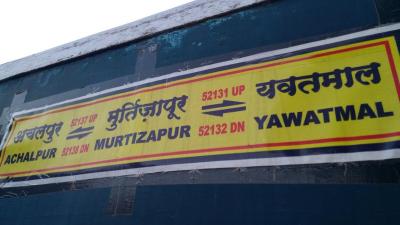 अचलपुर 52137 UP मुर्तिज़ापूर 52131 UP यवतमाल
ACHALPUR 52138 DN MURTIZAPUR 52132 DN YAWATMAL